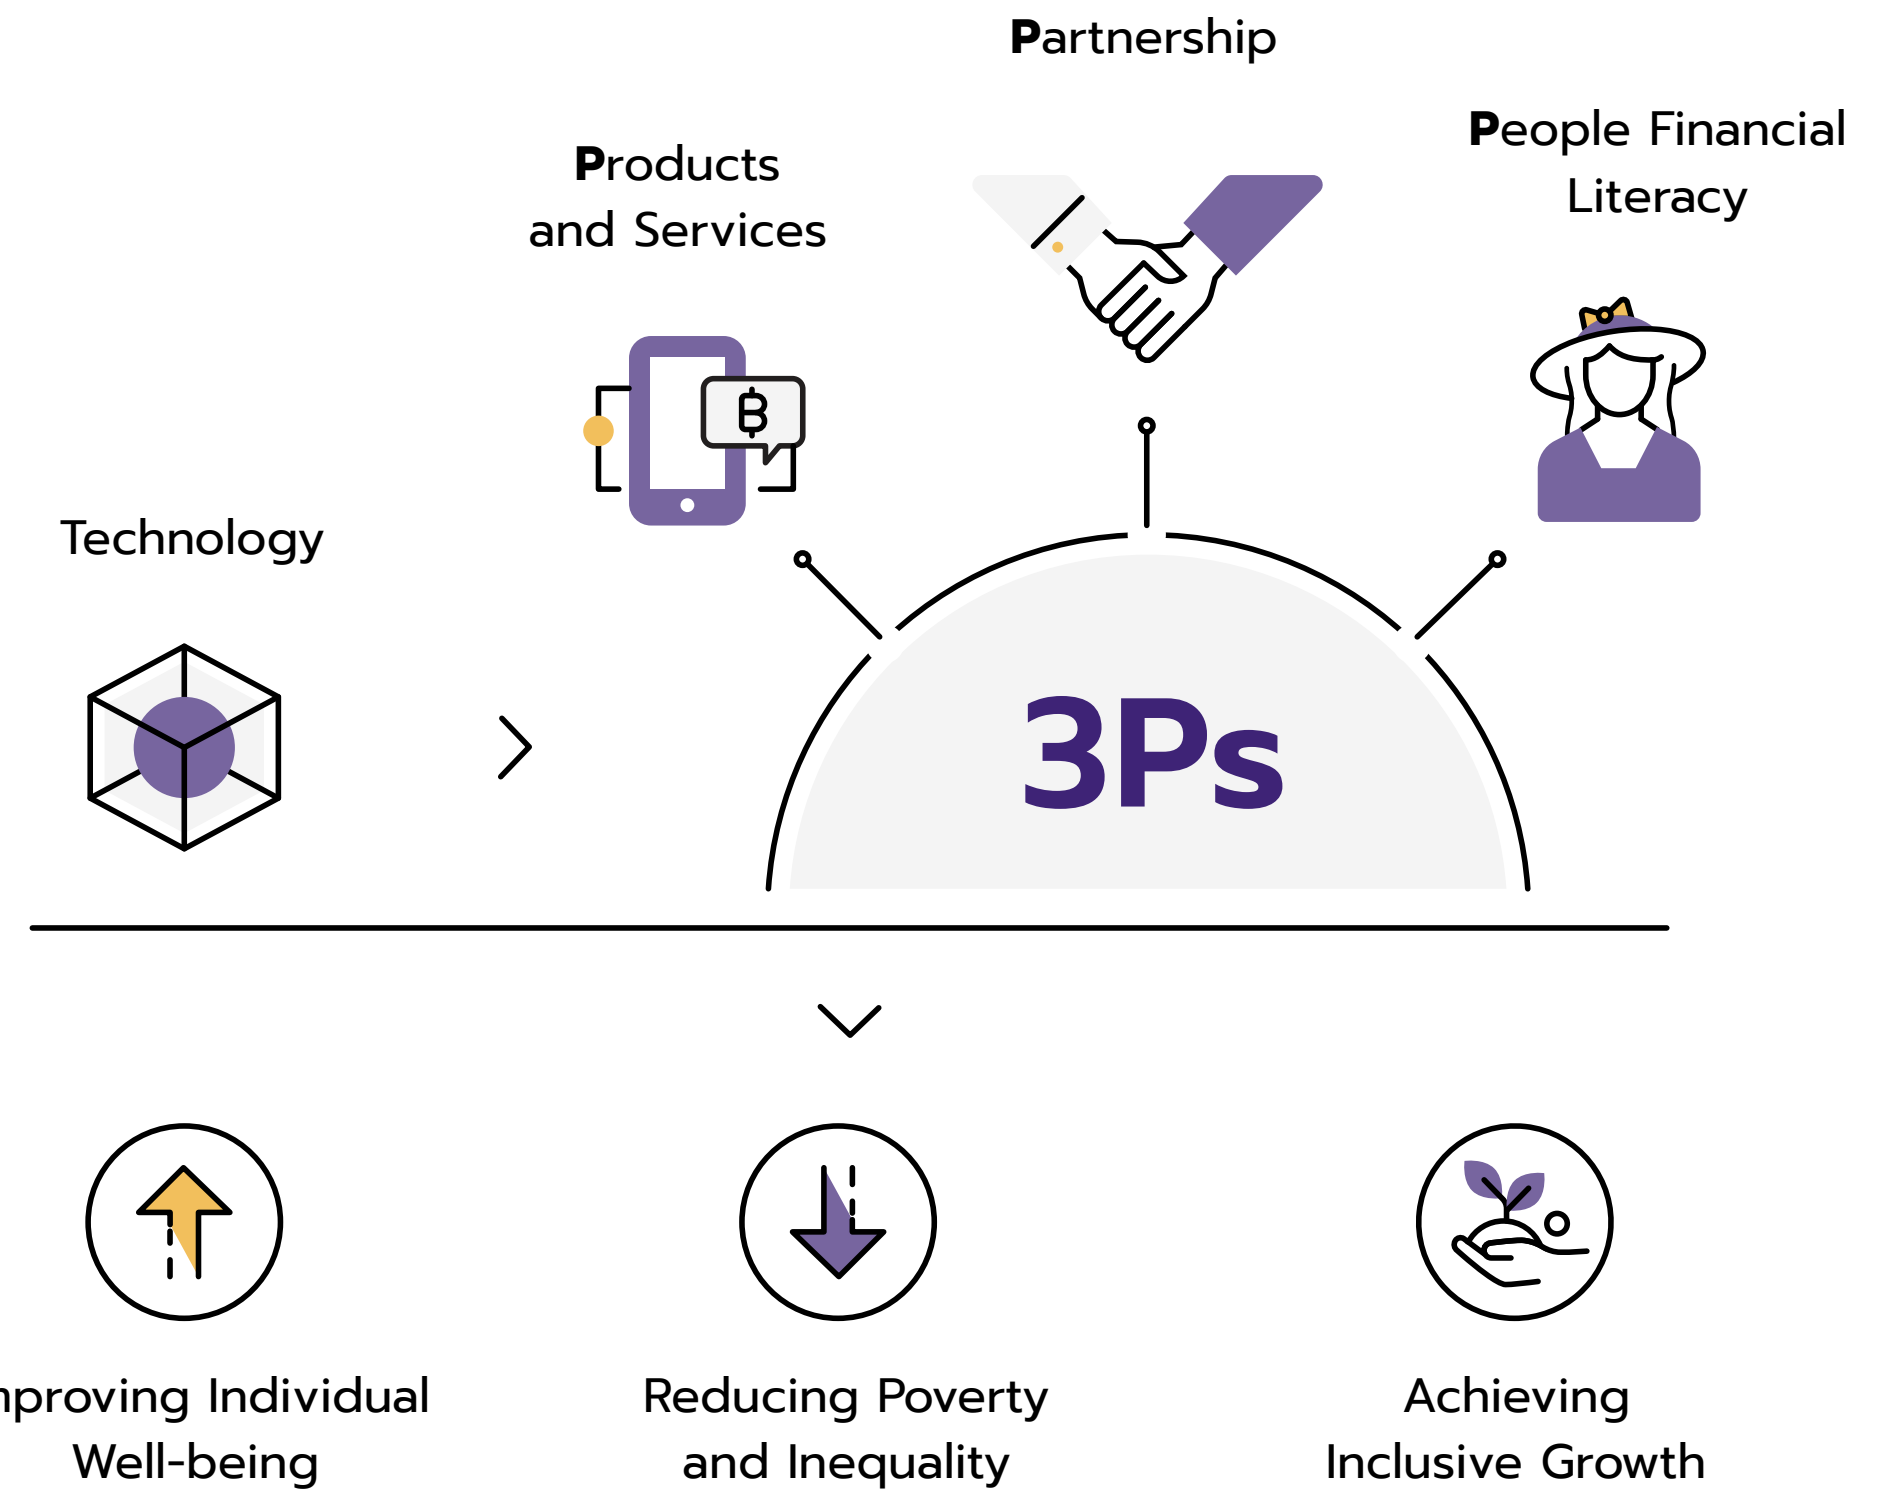 Partnership
People Financial
Literacy
Products
and Services
B
Technology
3Ps
mproving Individual
Well-being
Reducing Poverty
and Inequality
Achieving
Inclusive Growth